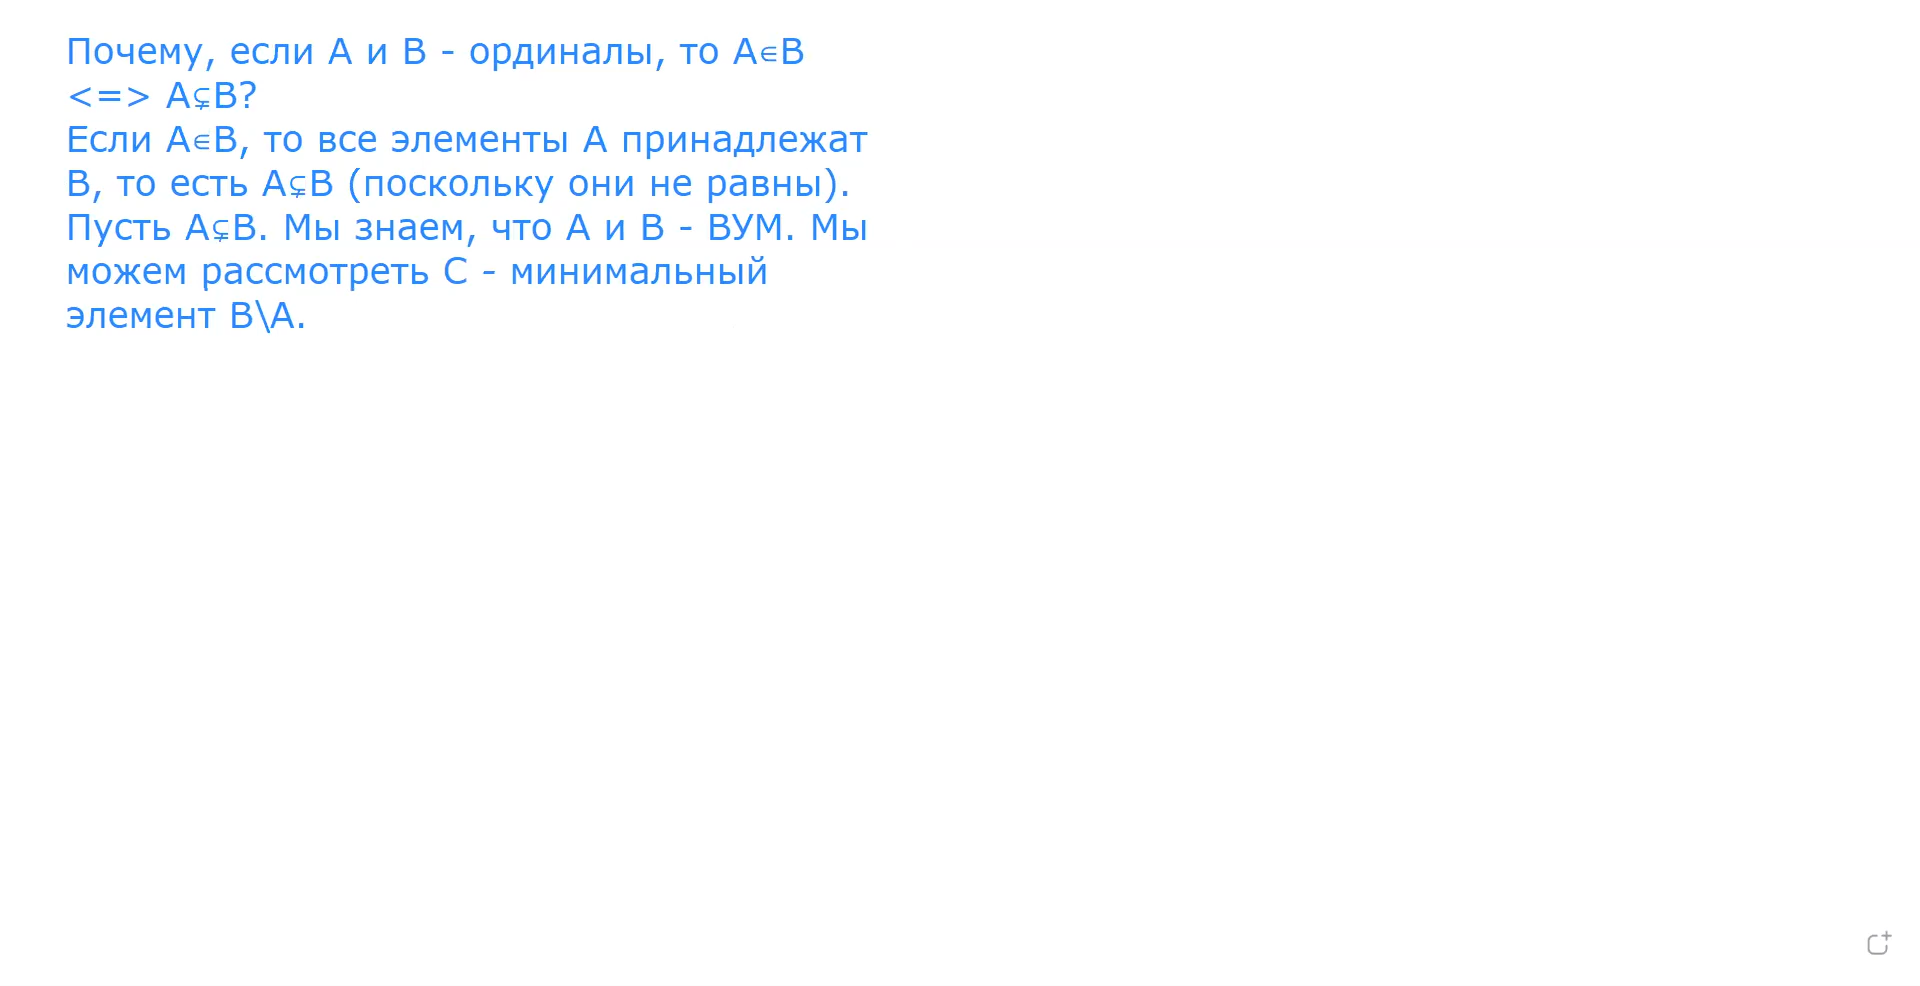 Почему, если A и B - ординалы, то A∈B
<=> A⊊B?
Если A∈B, то все элементы A принадлежат
B, то есть A⊊B (поскольку они не равны).
Пусть A⊊B. Мы знаем, что A и B - ВУМ. Мы
можем рассмотреть C - минимальный
элемент B\A.